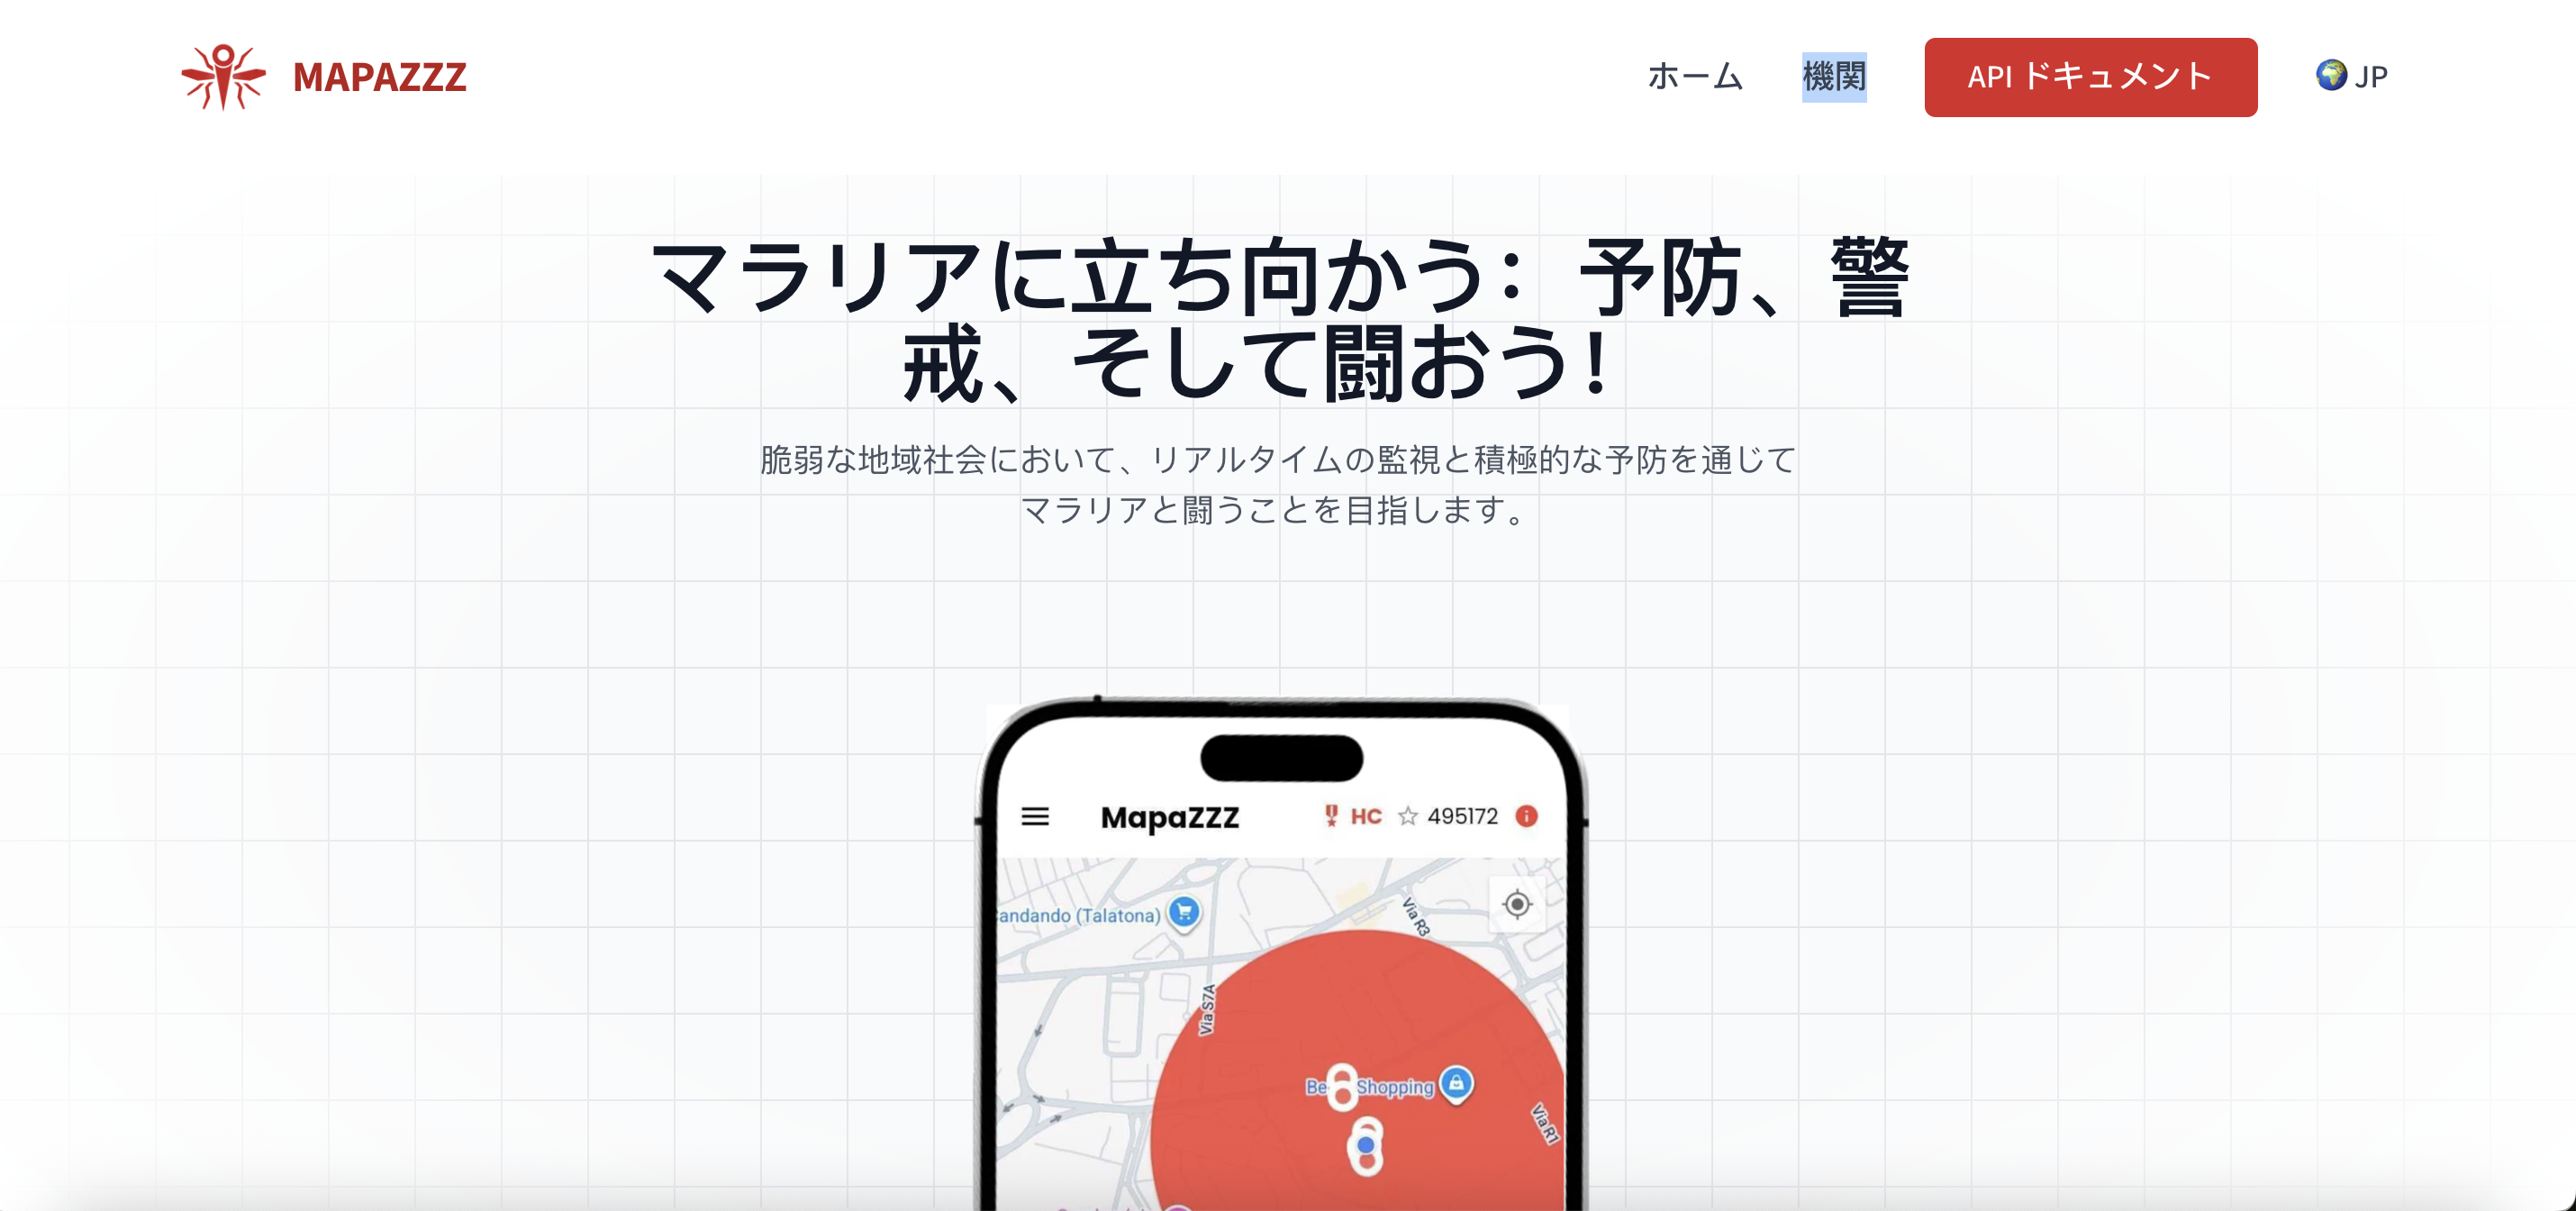 MAPAZZZ
ホーム
機関
API ドキュメント
JP
マラリアに立ち向かう：予防、警
戒、そして闘おう！
脆弱な地域社会において、リアルタイムの監視と積極的な予防を通じて
マラリアと闘うことを目指します。
MapaZZZ
HC
495172
andando (Talatona)
Via R3
Via S7A
Shopping
Via R1